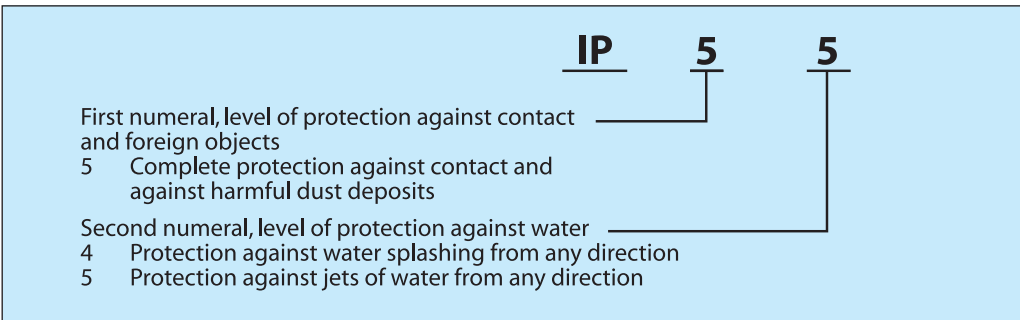 IP 5 5
First numeral, level of protection against contact
and foreign objects
5 Complete protection against contact and
against harmful dust deposits
Second numeral, level of protection against water
4 Protection against water splashing from any direction
5 Protection against jets of water from any direction